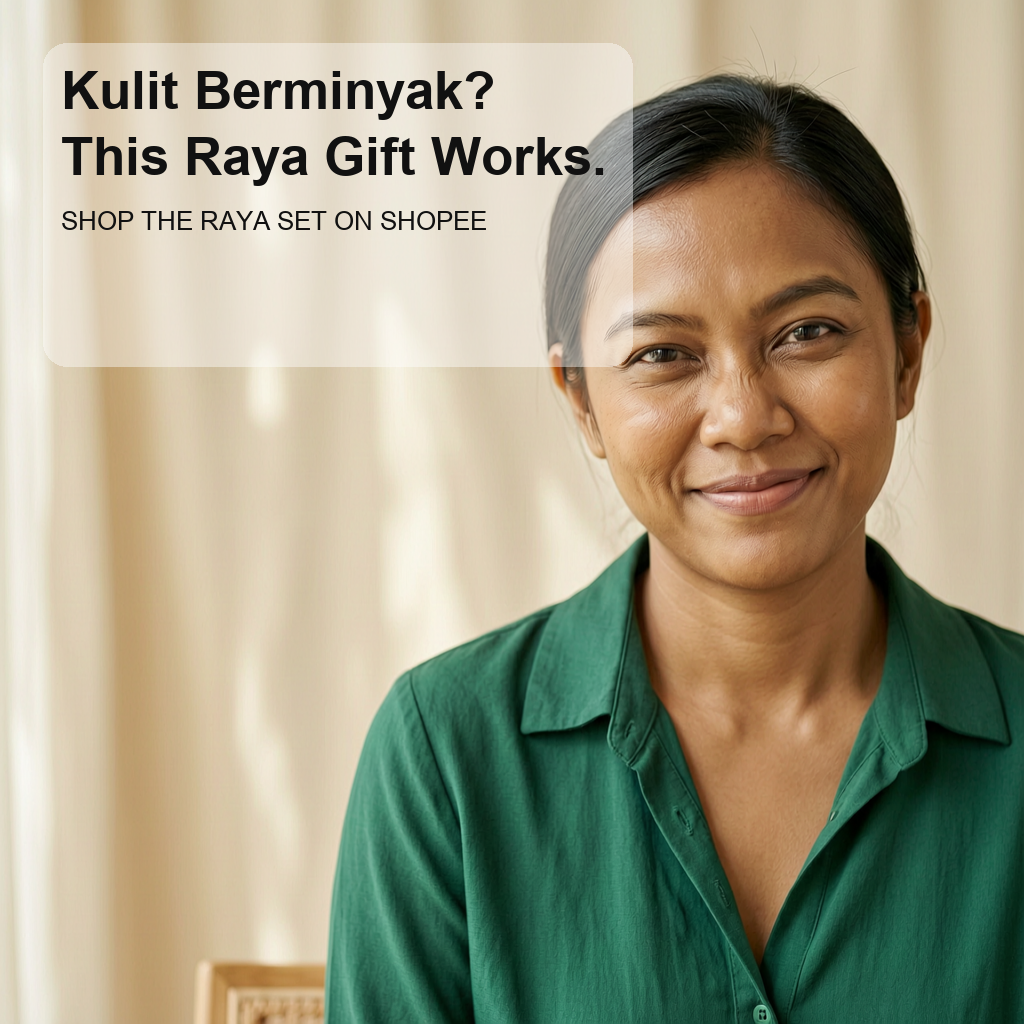 Kulit Berminyak?
This Raya Gift Works.
SHOP THE RAYA SET ON SHOPEE